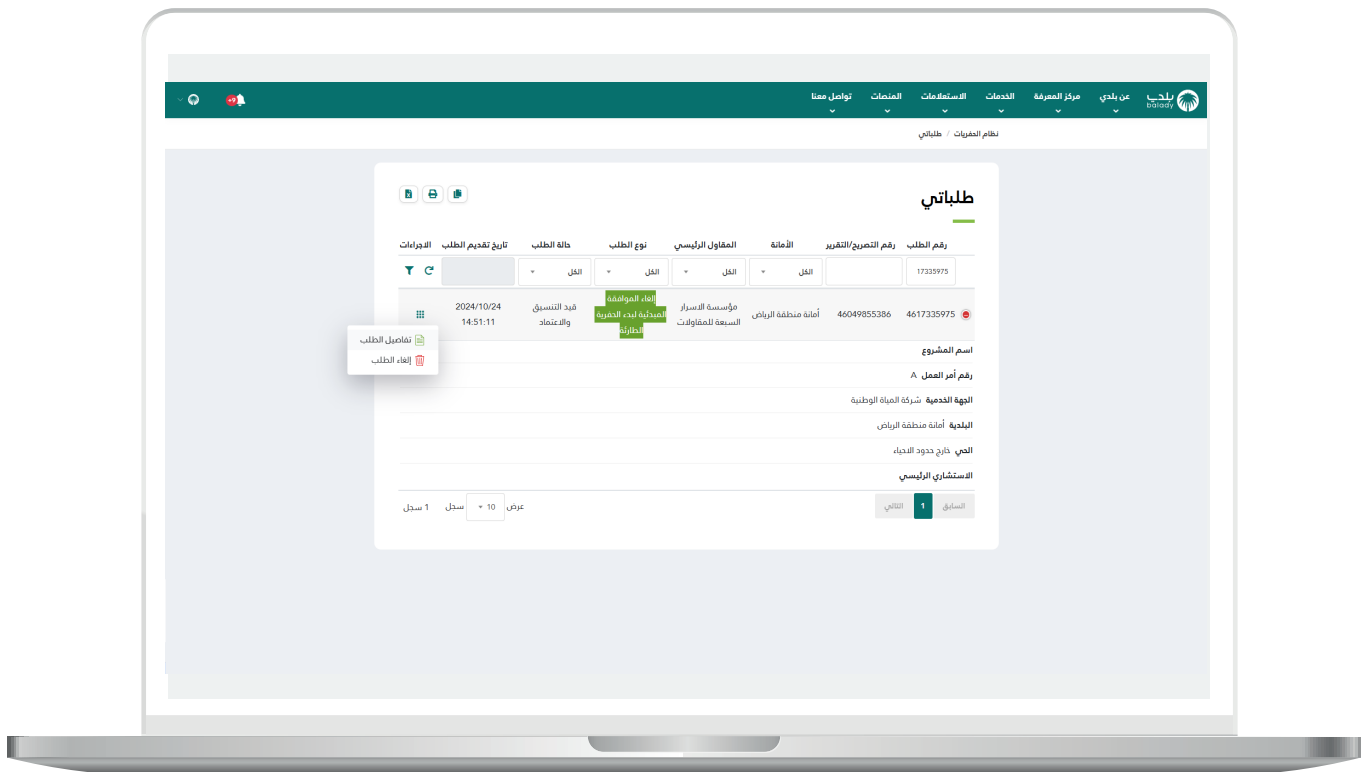 بلدي
balady
عن بلدي
مركز المعرفة
الخدمات
الاستعلامات
المنصات
تواصل معنا
+9
نظام الحفريات / طلباتي
طلباتي
رقم الطلب رقم التصريح/التقرير الأمانة المقاول الرئيسي نوع الطلب حالة الطلب تاريخ تقديم الطلب الاجراءات
17335975 الكل الكل الكل الكل
4617335975 46049855386 أمانة منطقة الرياض
مؤسسة الاسرار
السبعة للمقاولات
إلغاء الموافقة
المبدئية لبدء الحفرية
الطارئة
قيد التنسيق
والاعتماد
2024/10/24
14:51:11
تفاصيل الطلب
إلغاء الطلب
اسم المشروع
رقم أمر العمل A
الجهة الخدمية شركة المياة الوطنية
البلدية أمانة منطقة الرياض
الحي خارج حدود الاحياء
الاستشاري الرئيسي
السابق 1 التالي
عرض 10 سجل 1 سجل